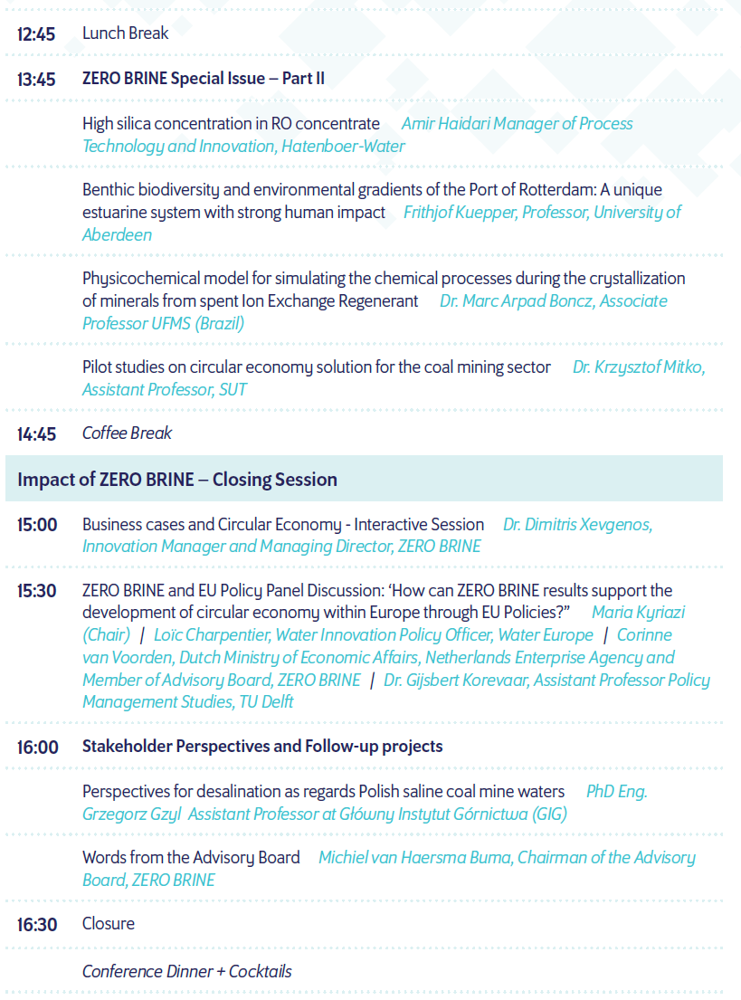 12:45 Lunch Break
13:45 ZERO BRINE Special Issue – Part II
High silica concentration in RO concentrate Amir Haidari Manager of Process
Technology and Innovation, Hatenboer-Water
Benthic biodiversity and environmental gradients of the Port of Rotterdam: A unique
estuarine system with strong human impact Frithjof Kuepper, Professor, University of
Aberdeen
Physicochemical model for simulating the chemical processes during the crystallization
of minerals from spent Ion Exchange Regenerant Dr. Marc Arpad Boncz, Associate
Professor UFMS (Brazil)
Pilot studies on circular economy solution for the coal mining sector Dr. Krzysztof Mitko,
Assistant Professor, SUT
14:45 Coffee Break
Impact of ZERO BRINE – Closing Session
15:00 Business cases and Circular Economy - Interactive Session Dr. Dimitris Xevgenos,
Innovation Manager and Managing Director, ZERO BRINE
15:30 ZERO BRINE and EU Policy Panel Discussion: ‘How can ZERO BRINE results support the
development of circular economy within Europe through EU Policies?” Maria Kyriazi
(Chair) | Loïc Charpentier, Water Innovation Policy Officer, Water Europe | Corinne
van Voorden, Dutch Ministry of Economic Affairs, Netherlands Enterprise Agency and
Member of Advisory Board, ZERO BRINE | Dr. Gijsbert Korevaar, Assistant Professor Policy
Management Studies, TU Delft
16:00 Stakeholder Perspectives and Follow-up projects
Perspectives for desalination as regards Polish saline coal mine waters PhD Eng.
Grzegorz Gzyl Assistant Professor at Główny Instytut Górnictwa (GIG)
Words from the Advisory Board Michiel van Haersma Buma, Chairman of the Advisory
Board, ZERO BRINE
16:30 Closure
Conference Dinner + Cocktails